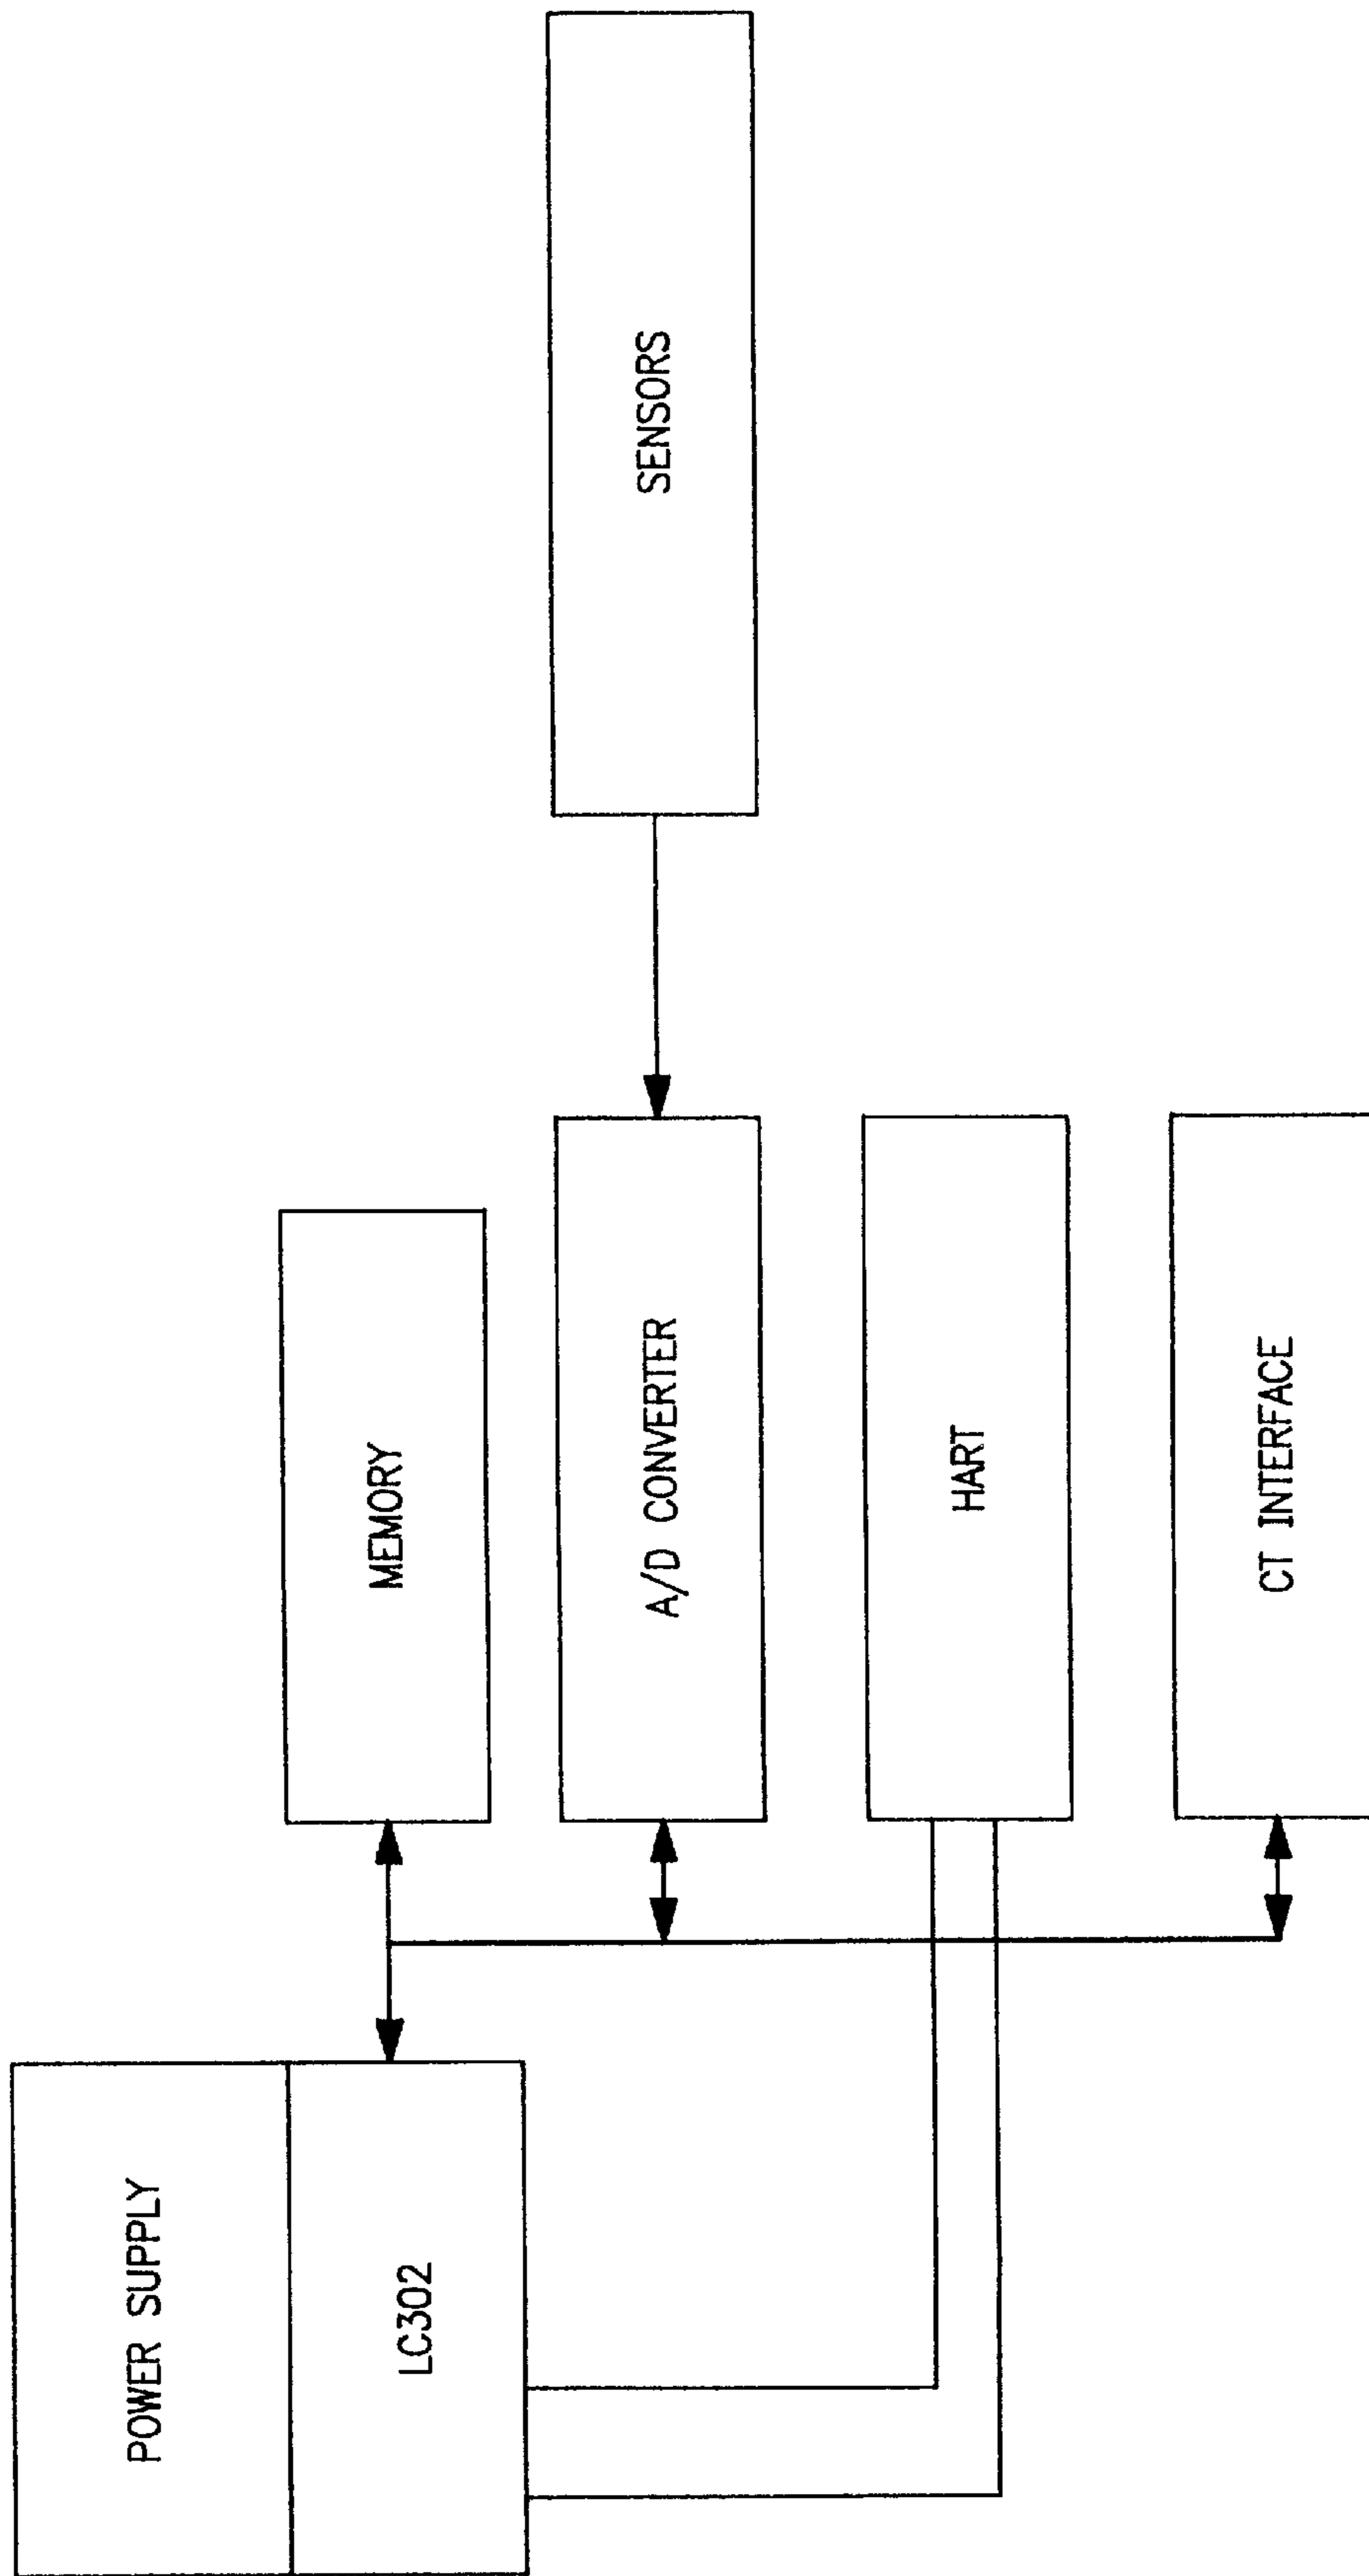 POWER SUPPLY
LC302
MEMORY
A/D CONVERTER
HART
CT INTERFACE
SENSORS